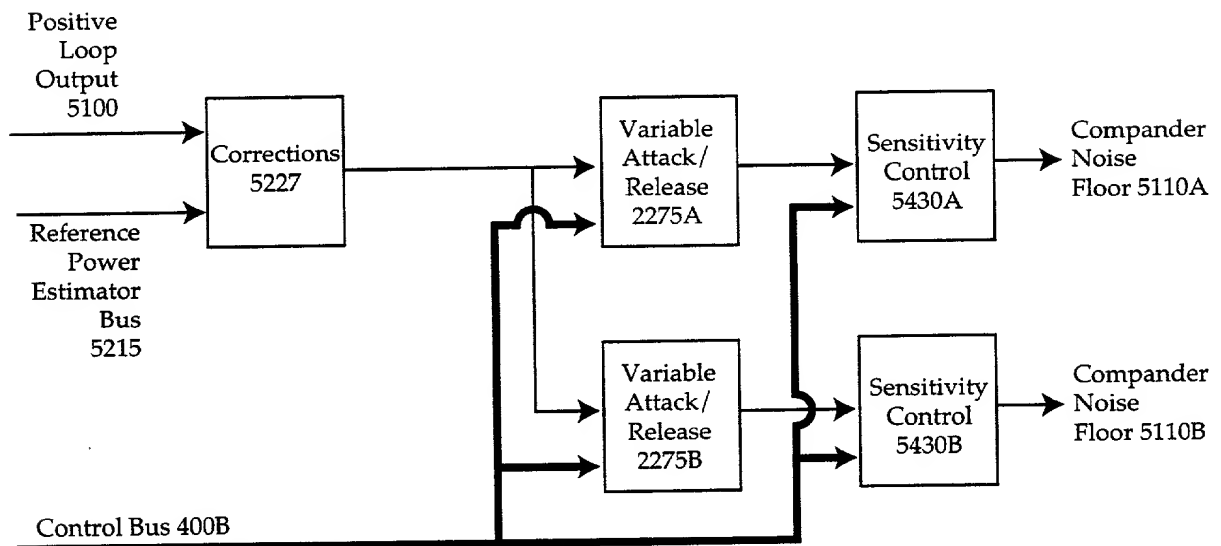 Positive
Loop
Output
5100
Corrections
5227
Reference
Power
Estimator
Bus
5215
Variable
Attack/
Release
2275A
Sensitivity
Control
5430A
Compander
Noise
Floor 5110A
Variable
Attack/
Release
2275B
Sensitivity
Control
5430B
Compander
Noise
Floor 5110B
Control Bus 400B